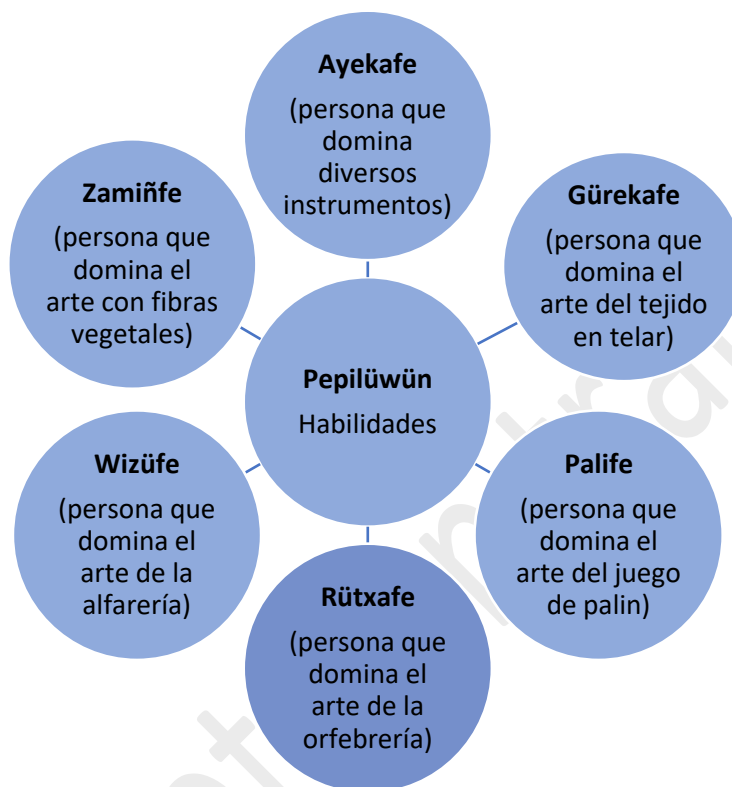 Ayekafe
(persona que
domina
diversos
instrumentos)
Zamiñfe
(persona que
domina el
arte con fibras
vegetales)
Gürekafe
(persona que
domina el
arte del tejido
en telar)
Pepilüwün
Habilidades
Wizüfe
(persona que
domina el
arte de la
alfarería)
Palife
(persona que
domina el
arte del juego
de palin)
Rütxafe
(persona que
domina el
arte de la
orfebrería)